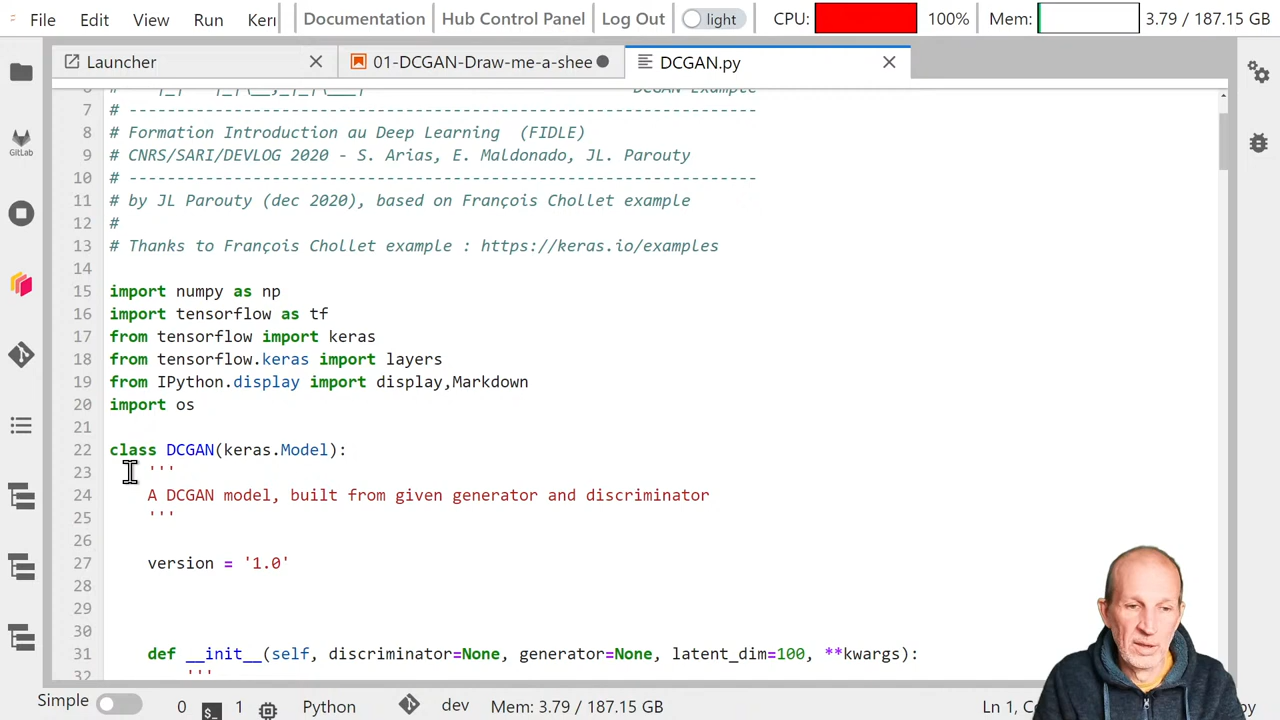 File Edit View Run Kerı Documentation Hub Control Panel Log Out light CPU: 100% Mem: 3.79 / 187.15 GB
Launcher 01-DCGAN-Draw-me-a-shee DCGAN.py
GitLab
DCGAN Example
7 # -------------------------------------------------------------------
8 # Formation Introduction au Deep Learning (FIDLE)
9 # CNRS/SARI/DEVLOG 2020 - S. Arias, E. Maldonado, JL. Parouty
10 # -------------------------------------------------------------------
11 # by JL Parouty (dec 2020), based on François Chollet example
12 #
13 # Thanks to François Chollet example : https://keras.io/examples
14
15 import numpy as np
16 import tensorflow as tf
17 from tensorflow import keras
18 from tensorflow.keras import layers
19 from IPython.display import display,Markdown
20 import os
21
22 class DCGAN(keras.Model):
23 '''
24 A DCGAN model, built from given generator and discriminator
25 '''
26
27 version = '1.0'
28
29
30
31 def __init__(self, discriminator=None, generator=None, latent_dim=100, **kwargs):
32 '''
Simple 0 1 Python dev Mem: 3.79 / 187.15 GB Ln 1,